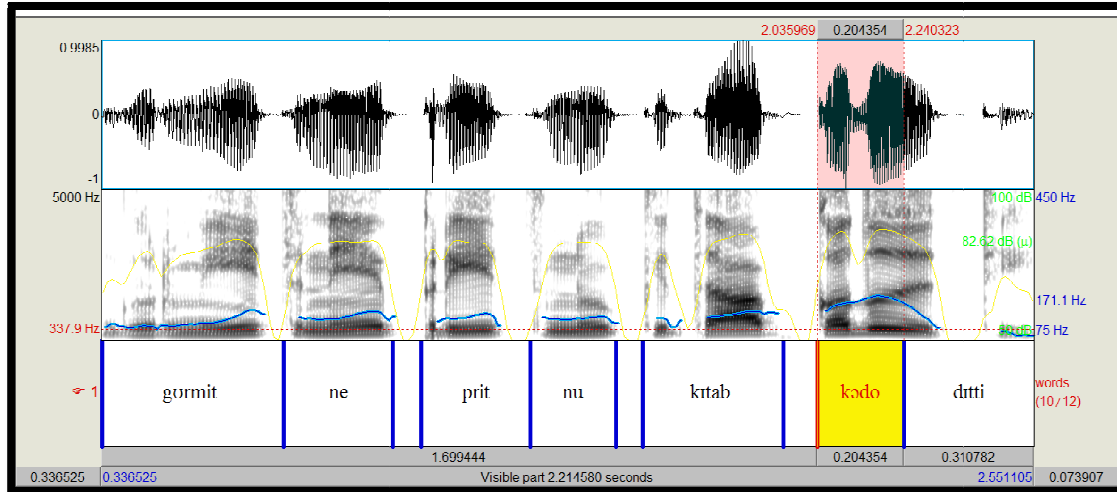 2.035969 0.204354 2.240323
0.9985
0
-1
5000 Hz 100 dB 450 Hz
82.62 dB (µ)
171.1 Hz
337.9 Hz 75 Hz
☞ 1 gʊrmit ne prit nu kɪtab kədo dɪtti words
(10 / 12)
1.699444 0.204354 0.310782
0.336525 0.336525 Visible part 2.214580 seconds 2.551105 0.073907